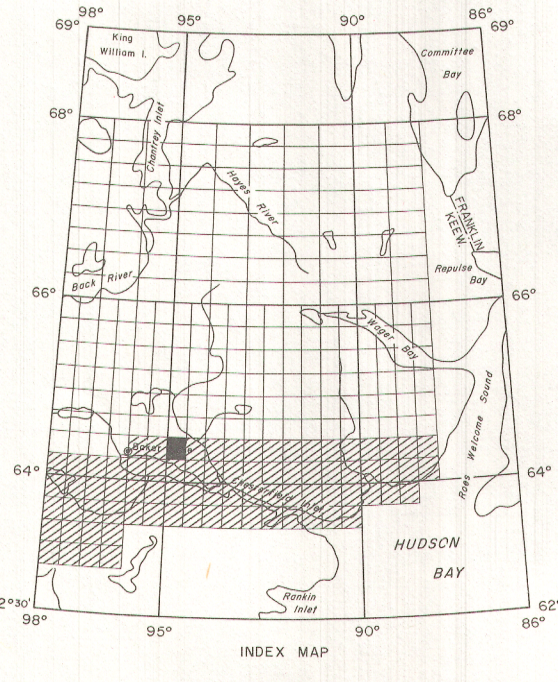 98° 95° 90° 86°
69° 69°
King
William I.
Committee
Bay
68° 68°
Chantrey Inlet
Hayes River
FRANKLIN
KEEW.
Repulse
Bay
Back River
66° 66°
Wager Bay
Roes Welcome Sound
Baker
64° 64°
Chesterfield Inlet
HUDSON
BAY
Rankin
Inlet
2°30' 62
98° 95° 90° 86°
INDEX MAP